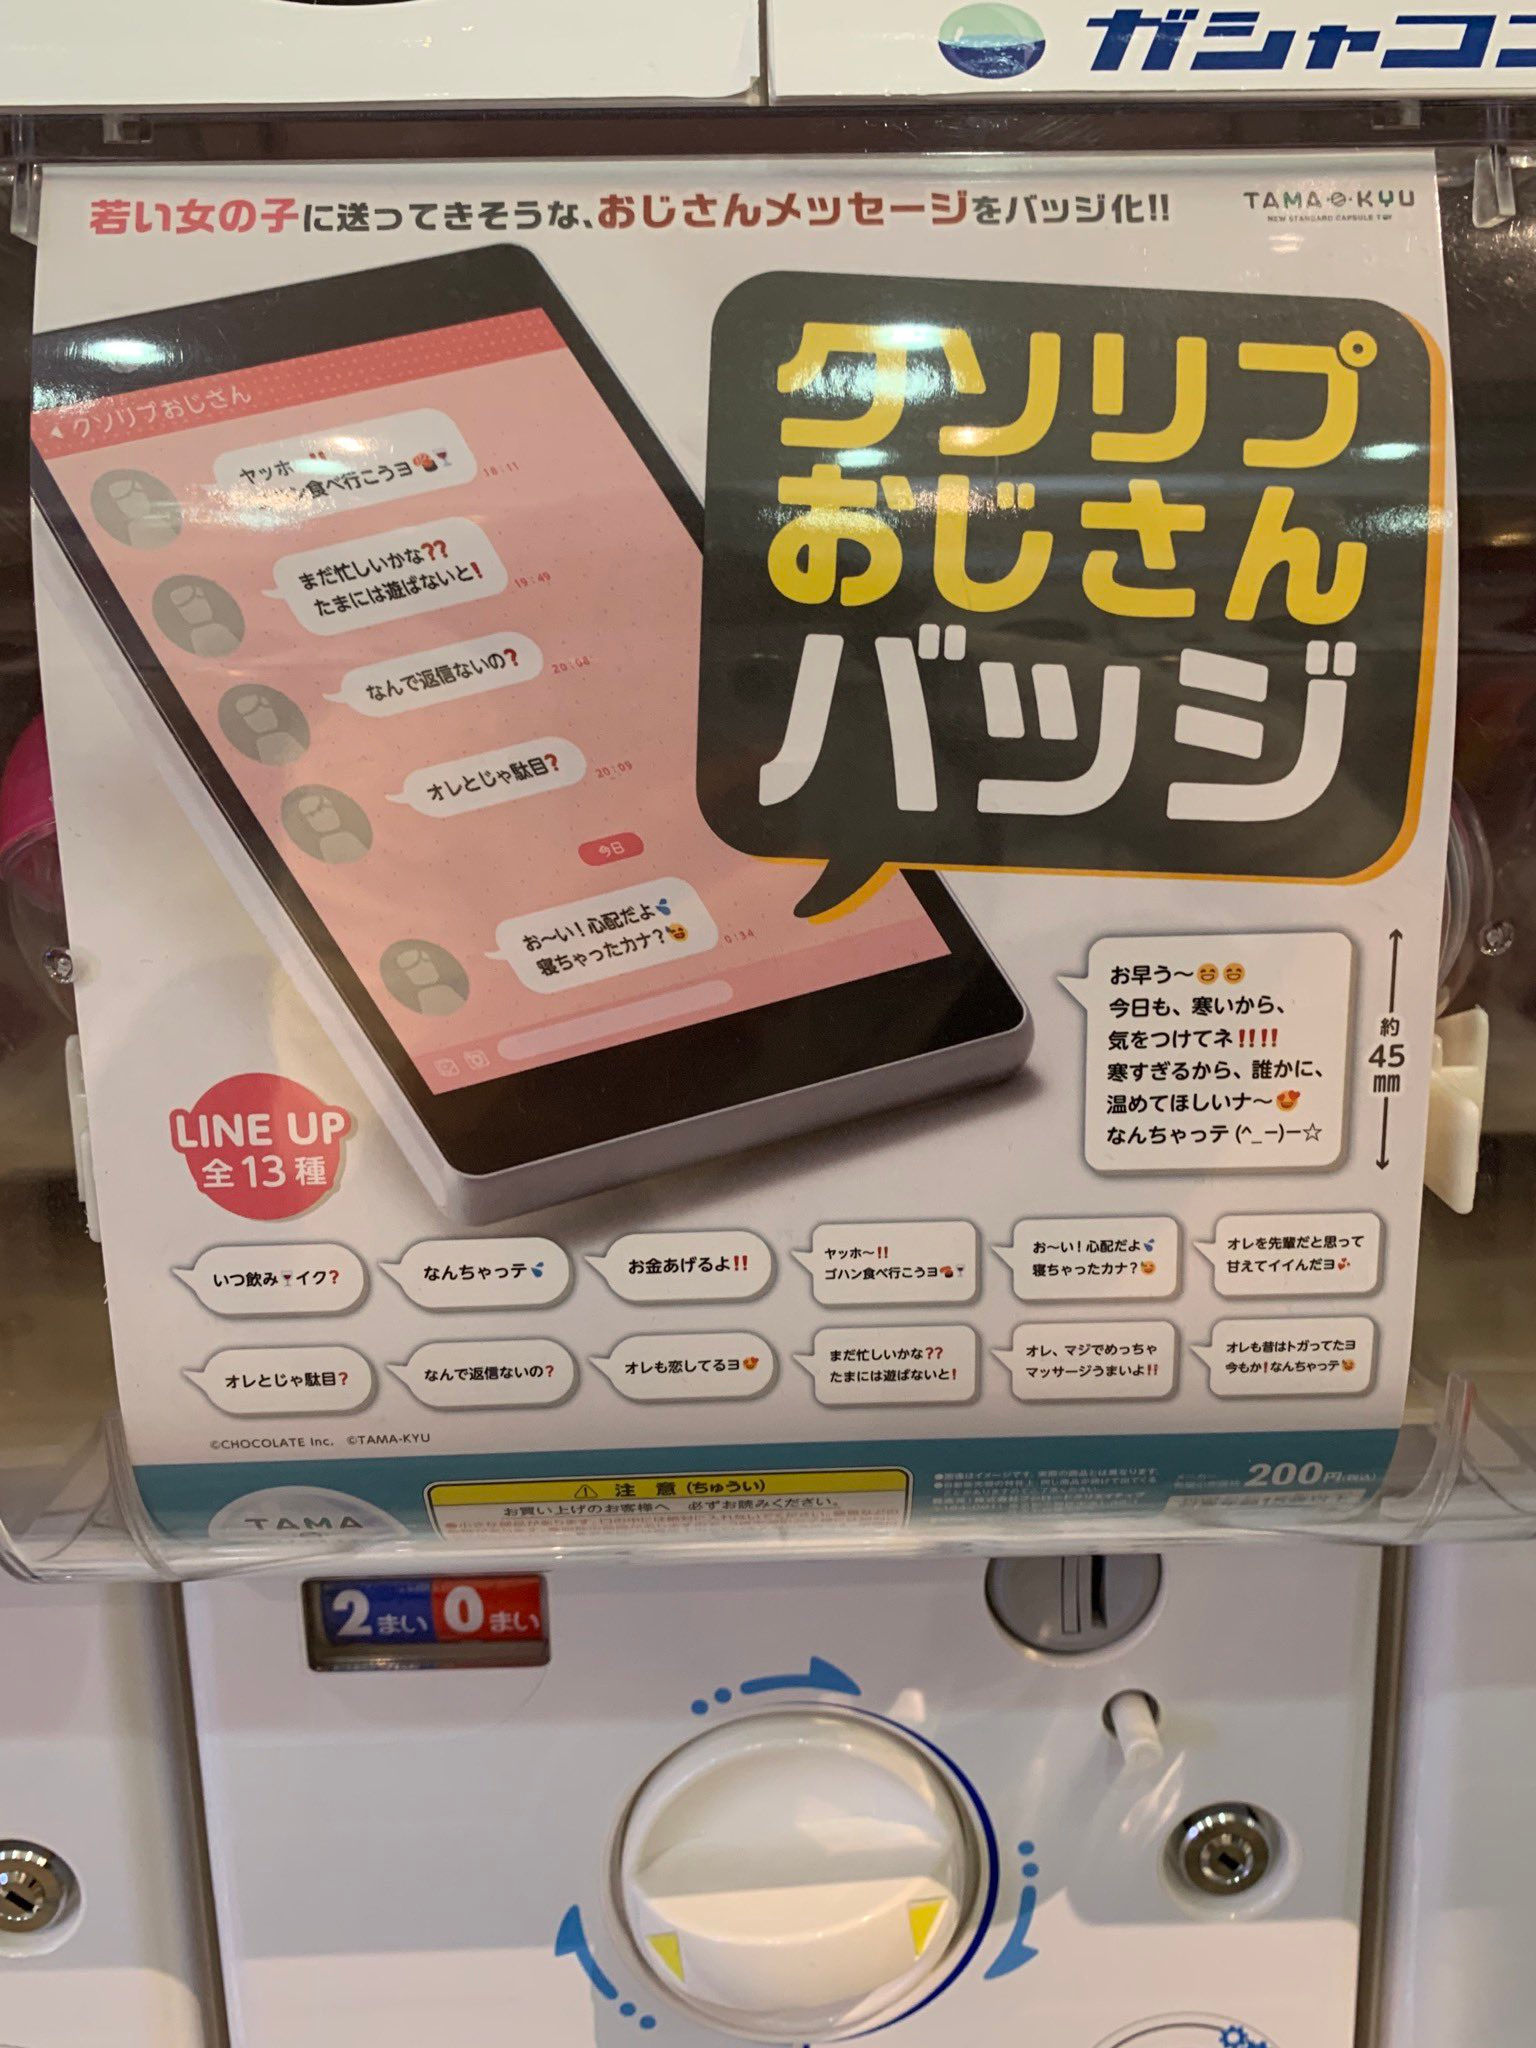 ガシャココ
若い女の子に送ってきそうな、おじさんメッセージをバッジ化!!
TAMA-KYU
NEW STANDARD CAPSULE TOY
クソリプ
おじさん
バッジ
クソリプおじさん
ヤッホ〜!!
ゴハン食べ行こうヨ🍖🍷
18:11
まだ忙しいかな??
たまには遊ばないと!
19:49
なんで返信ないの?
20:08
オレとじゃ駄目?
20:09
今日
お〜い!心配だよ💦
寝ちゃったカナ?😄
0:34
お早う〜😄😄
今日も、寒いから、
気をつけてネ!!!!
寒すぎるから、誰かに、
温めてほしいナ〜😍
なんちゃっテ(^_−)−☆
約
45
mm
LINE UP
全13種
いつ飲み🍷イク?
なんちゃっテ💦
お金あげるよ!!
ヤッホ〜!!
ゴハン食べ行こうヨ🍖🍷
お〜い!心配だよ💦
寝ちゃったカナ?😄
オレを先輩だと思って
甘えてイイんだヨ💕
オレとじゃ駄目?
なんで返信ないの?
オレも恋してるヨ😍
まだ忙しいかな??
たまには遊ばないと!
オレ、マジでめっちゃ
マッサージうまいよ!!
オレも昔はトガってたヨ
今もか!なんちゃっテ😄
©CHOCOLATE Inc. ©TAMA-KYU
TAMA
⚠ 注意(ちゅうい)
お買い上げのお客様へ 必ずお読みください。
200円(税込)
2まい 0まい